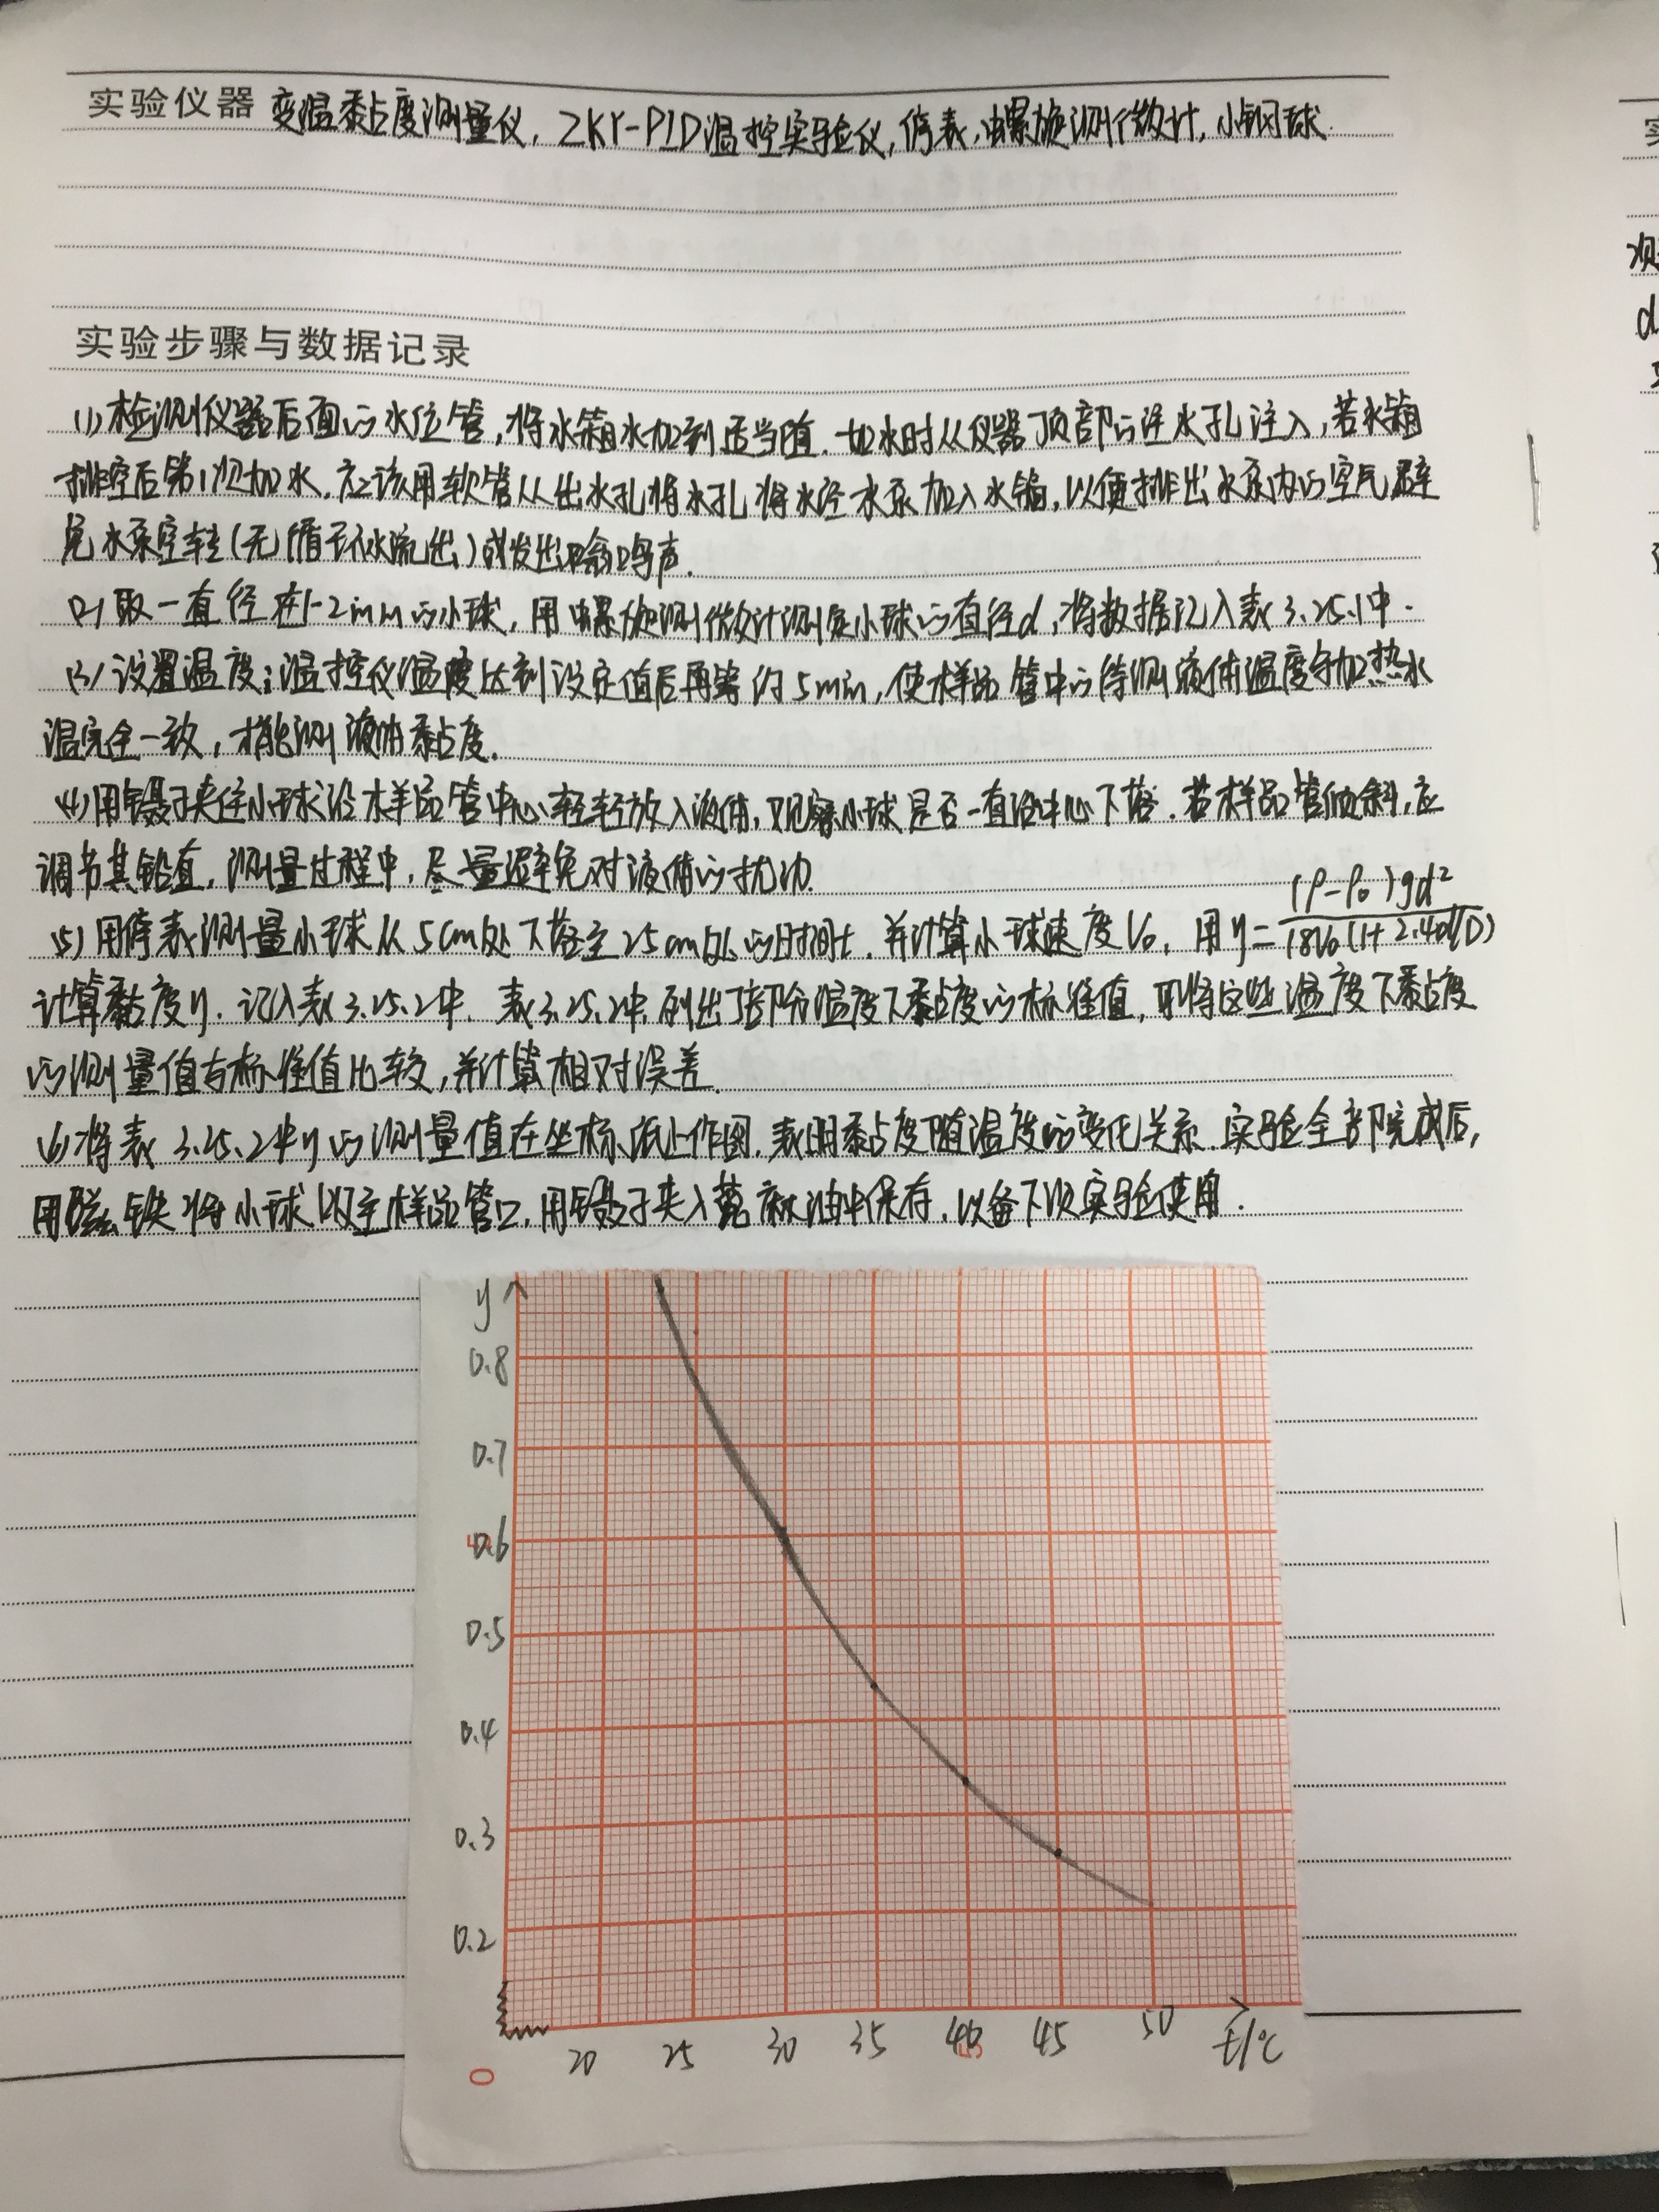 实验仪器 变温黏度测量仪, ZKY-PID温控实验仪, 停表, 螺旋测微计, 小钢球.
实验步骤与数据记录
(1) 检测仪器后面的水位管, 将水箱水加到适当值. 加水时从仪器顶部的注水孔注入, 若水箱
排空后第1次加水, 应该用软管从出水孔将水孔将水经水泵加入水箱, 以便排出水泵内的空气, 避
免水泵空转(无循环水流出)或发出嗡鸣声.
(2) 取一直径在1-2mm的小球, 用螺旋测微计测定小球的直径d, 将数据记入表3.25.1中.
(3) 设置温度; 温控仪温度达到设定值后再等约5min, 使样品管中的待测液体温度与加热水
温完全一致, 才能测液体黏度.
(4) 用镊子夹住小球沿样品管中心轻轻放入液体, 观察小球是否一直沿中心下落. 若样品管倾斜, 应
调节其铅直, 测量过程中, 尽量避免对液体的扰动.
(5) 用停表测量小球从5cm处下落至25cm处的时间t, 并计算小球速度V₀, 用y=(ρ-ρ₀)gd²/18V₀(1+2.4d/D)
计算黏度y. 记入表3.25.2中. 表3.25.2中列出了部分温度下黏度的标准值, 可将这些温度下黏度
的测量值与标准值比较, 并计算相对误差.
(6) 将表3.25.2中y的测量值在坐标纸上作图, 表明黏度随温度的变化关系. 实验全部完成后,
用磁铁将小球吸至样品管口, 用镊子夹入蓖麻油中保存, 以备下次实验使用.
y
0.8
0.7
0.6
0.5
0.4
0.3
0.2
0 20 25 30 35 40 45 50 t/℃